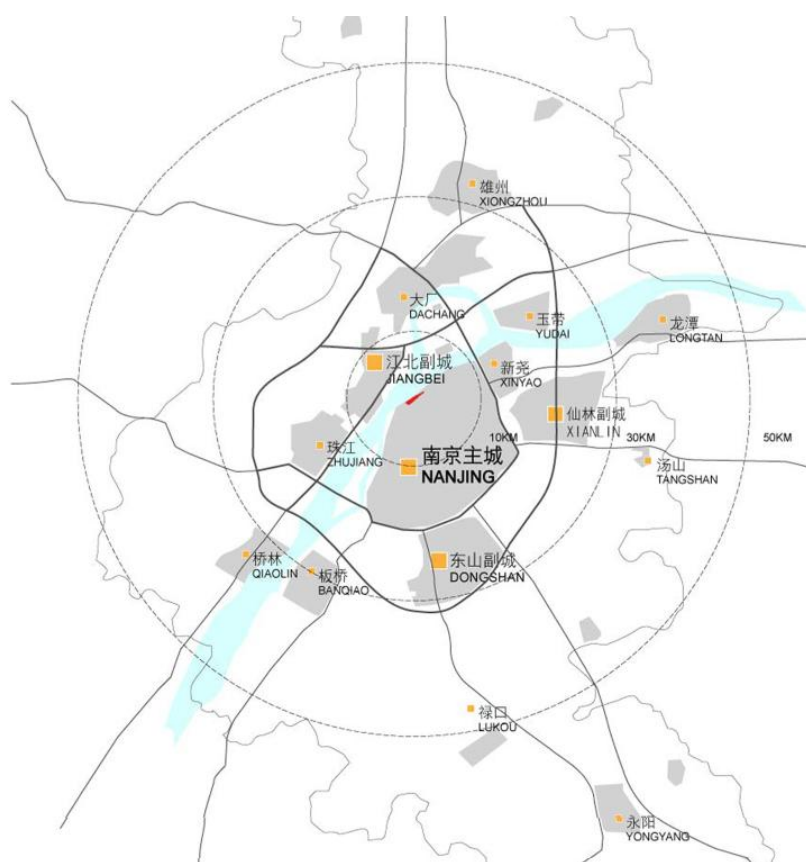 雄州
XIONGZHOU
大厂
DACHANG
玉带
YUDAI
龙潭
LONGTAN
江北副城
JIANGBEI
新尧
XINYAO
仙林副城
XIANLIN
10KM
30KM
50KM
珠江
ZHUJIANG
南京主城
NANJING
汤山
TANGSHAN
桥林
QIAOLIN
板桥
BANQIAO
东山副城
DONGSHAN
禄口
LUKOU
永阳
YONGYANG